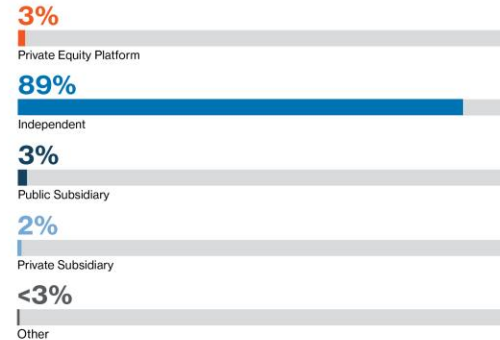 3%
Private Equity Platform
89%
Independent
3%
Public Subsidiary
2%
Private Subsidiary
<3%
Other